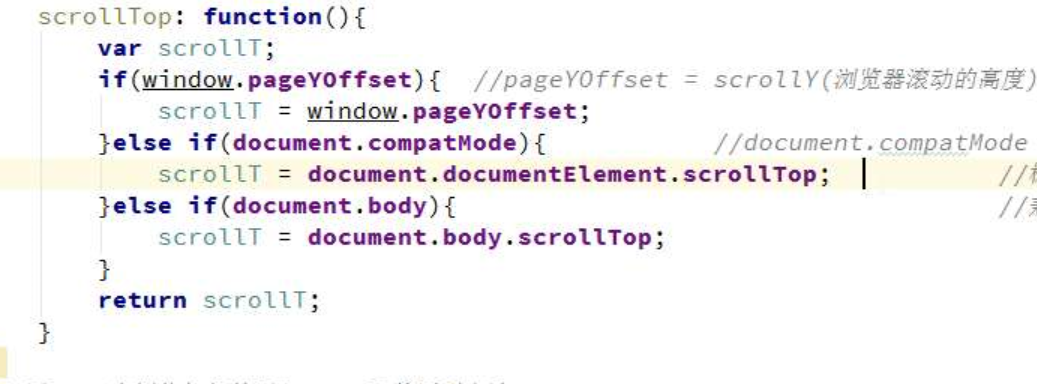 scrollTop: function(){
var scrollT;
if(window.pageYOffset){ //pageYOffset = scrollY(浏览器滚动的高度)
scrollT = window.pageYOffset;
}else if(document.compatMode){ //document.compatMode
scrollT = document.documentElement.scrollTop; //
}else if(document.body){ //
scrollT = document.body.scrollTop;
}
return scrollT;
}